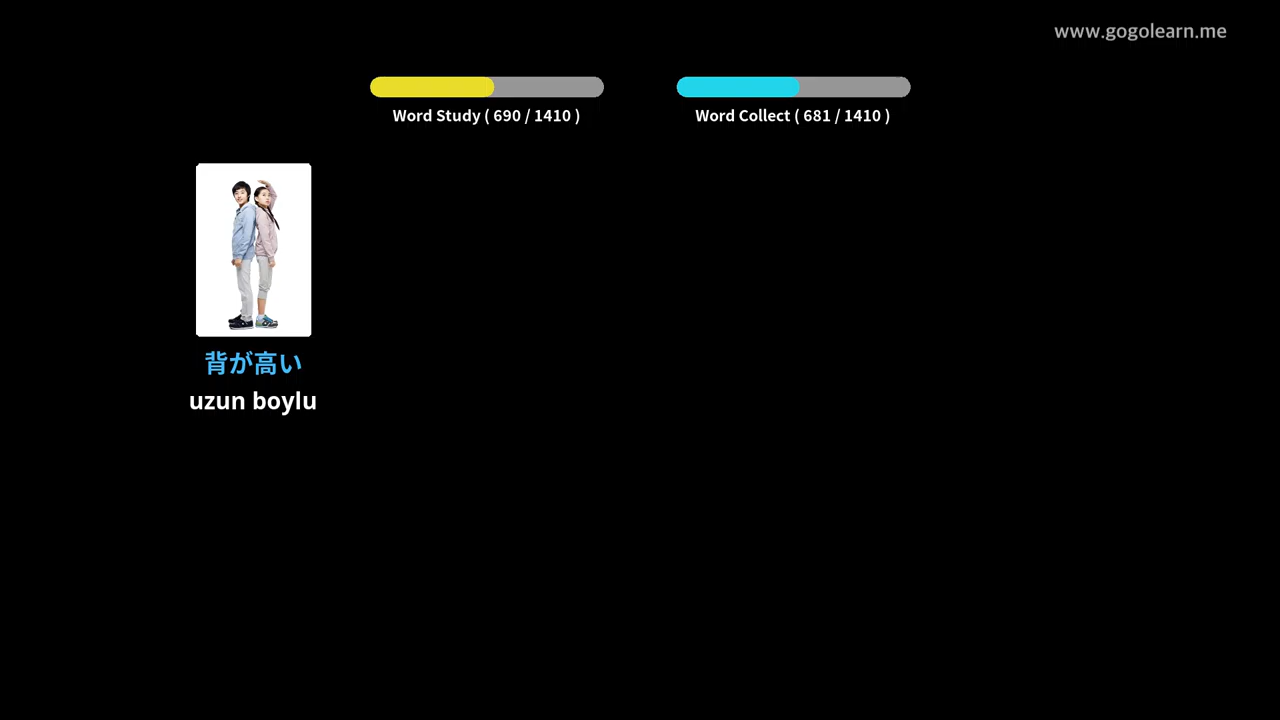 www.gogolearn.me
Word Study ( 690 / 1410 )
Word Collect ( 681 / 1410 )
背が高い
uzun boylu